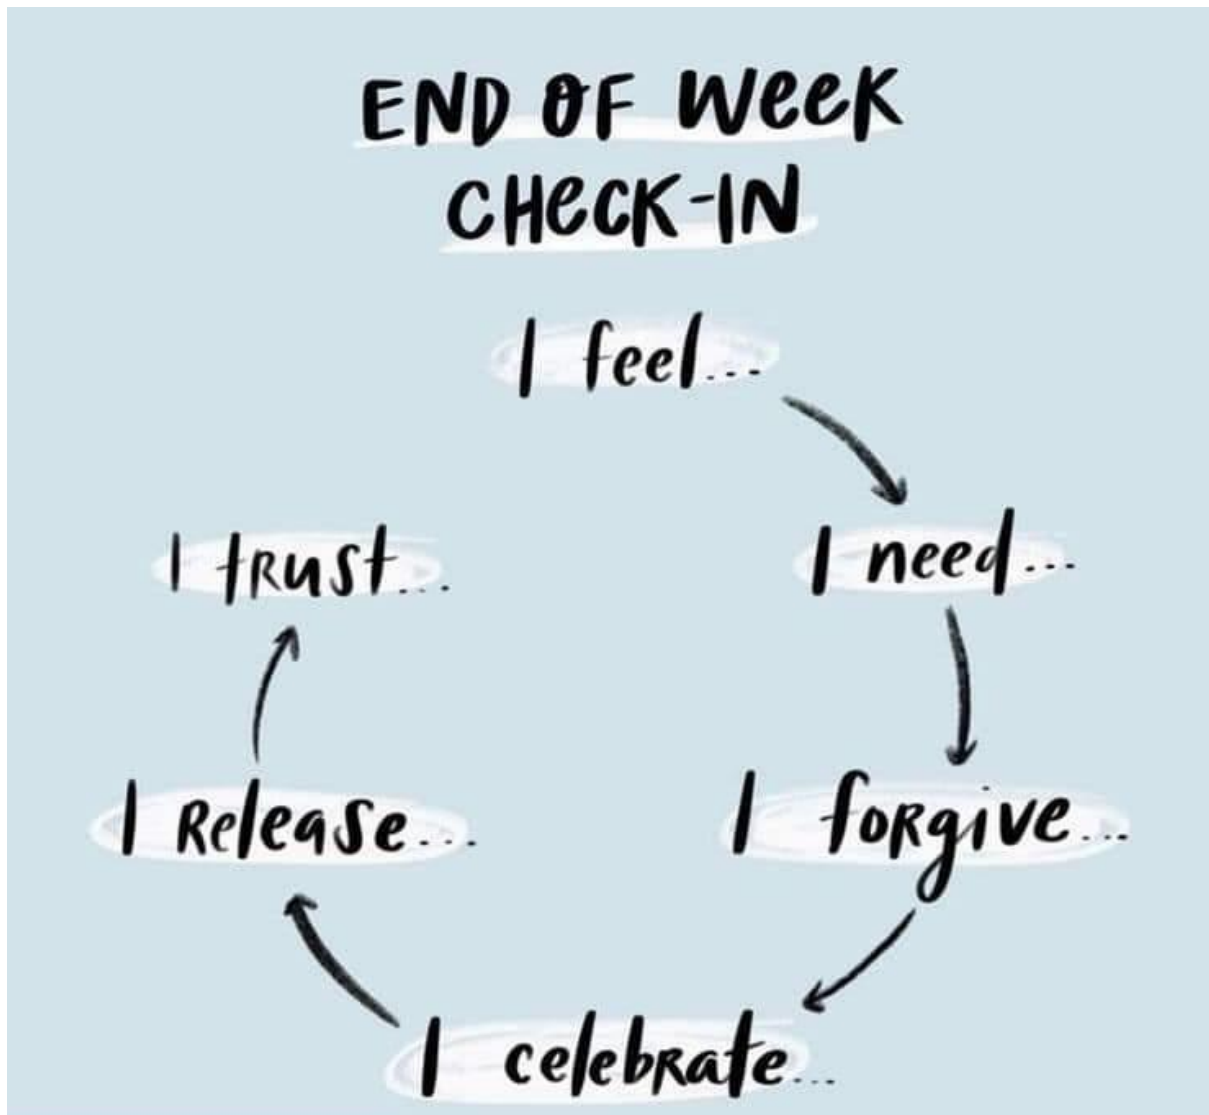 END OF WEEK
CHECK-IN
I feel...
I need...
I forgive...
I celebrate...
I Release...
I trust...